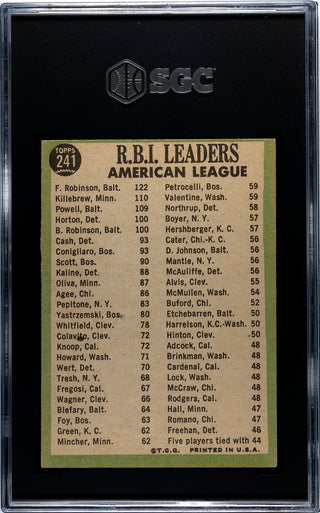 SGC
TOPPS
241
R.B.I. LEADERS
AMERICAN LEAGUE
F. Robinson, Balt. 122
Killebrew, Minn. 110
Powell, Balt. 109
Horton, Det. 100
B. Robinson, Balt. 100
Cash, Det. 93
Conigliaro, Bos. 93
Scott, Bos. 90
Kaline, Det. 88
Oliva, Minn. 87
Agee, Chi. 86
Pepitone, N.Y. 83
Yastrzemski, Bos. 80
Whitfield, Clev. 78
Colavito, Clev. 72
Knoop, Cal. 72
Howard, Wash. 71
Wert, Det. 70
Tresh, N.Y. 68
Fregosi, Cal. 67
Wagner, Clev. 66
Blefary, Balt. 64
Foy, Bos. 63
Green, K. C. 62
Mincher, Minn. 62
Petrocelli, Bos. 59
Valentine, Wash. 59
Northrup, Det. 58
Boyer, N. Y. 57
Hershberger, K. C. 57
Cater, Chi.-K. C. 56
D. Johnson, Balt. 56
Mantle, N. Y. 56
McAuliffe, Det. 56
Alvis, Clev. 55
McMullen, Wash. 54
Buford, Chi. 52
Etchebarren, Balt. 50
Harrelson, K.C.-Wash. 50
Hinton, Clev. 50
Adcock, Cal. 48
Brinkman, Wash. 48
Cardenal, Cal. 48
Lock, Wash. 48
McCraw, Chi. 48
Rodgers, Cal. 48
Hall, Minn. 47
Romano, Chi. 47
Freehan, Det. 46
Five players tied with 44
©T.C.G. PRINTED IN U.S.A.